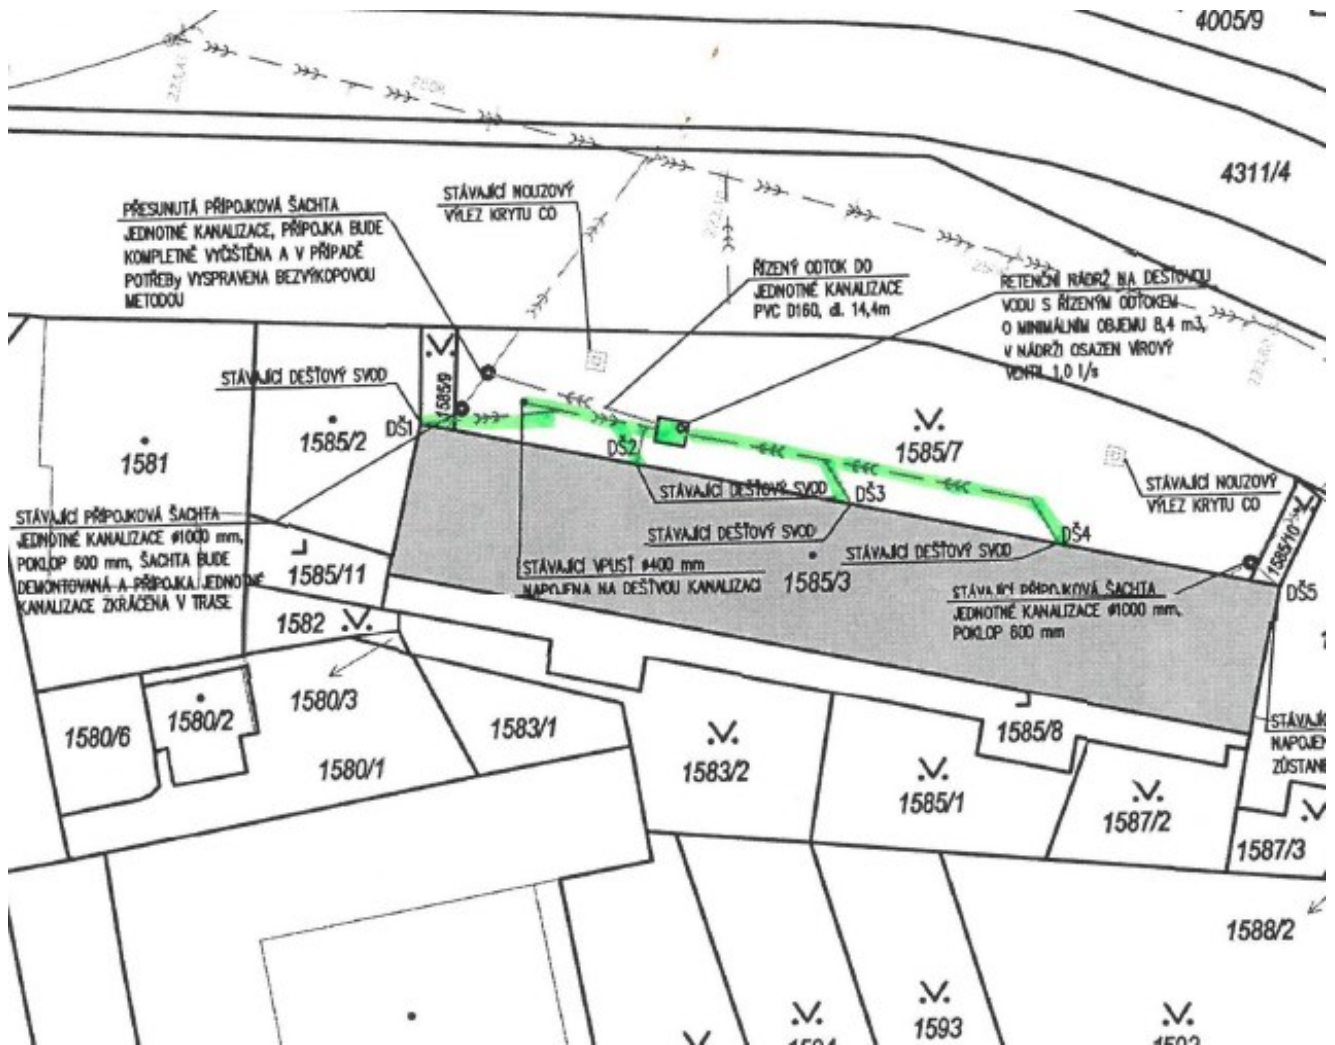 4005/9
4311/4
PŘESUNUTÁ PŘÍPOJKOVÁ ŠACHTA
JEDNOTNÉ KANALIZACE, PŘÍPOJKA BUDE
KOMPLETNĚ VYČIŠTĚNA A V PŘÍPADĚ
POTŘEBy VYSPRAVENA BEZVÝKOPOVOU
METODOU
STÁVAJÍCÍ NOUZOVÝ
VÝLEZ KRYTU CO
ŘÍZENÝ ODTOK DO
JEDNOTNÉ KANALIZACE
PVC D160, dl. 14,4m
RETENČNÍ NÁDRŽ NA DEŠŤOVOU
VODU S ŘÍZENÝM ODTOKEM
O MINIMÁLNÍM OBJEMU 8,4 m3,
V NÁDRŽI OSAZEN VÍROVÝ
VENTIL 1,0 l/s
STÁVAJÍCÍ DEŠŤOVÝ SVOD
1585/9
DŠ1
1585/2
1581
DŠ2
1585/7
STÁVAJÍCÍ DEŠŤOVÝ SVOD
DŠ3
STÁVAJÍCÍ NOUZOVÝ
VÝLEZ KRYTU CO
STÁVAJÍCÍ PŘÍPOJKOVÁ ŠACHTA
JEDNOTNÉ KANALIZACE ø1000 mm,
POKLOP 600 mm, ŠACHTA BUDE
DEMONTOVANÁ A PŘÍPOJKA JEDNOTNÉ
KANALIZACE ZKRÁCENA V TRASE
STÁVAJÍCÍ DEŠŤOVÝ SVOD
STÁVAJÍCÍ DEŠŤOVÝ SVOD
DŠ4
1585/10
1585/11
STÁVAJÍCÍ VPUSŤ ø400 mm
NAPOJENA NA DEŠŤVOU KANALIZACI
1585/3
STÁVAJÍCÍ PŘÍPOJKOVÁ ŠACHTA
JEDNOTNÉ KANALIZACE ø1000 mm,
POKLOP 600 mm
DŠ5
1582
1580/3
1580/2
1580/6
1583/1
1580/1
1583/2
1585/8
STÁVAJÍC
NAPOJEN
ZŮSTANE
1585/1
1587/2
1587/3
1588/2
1593